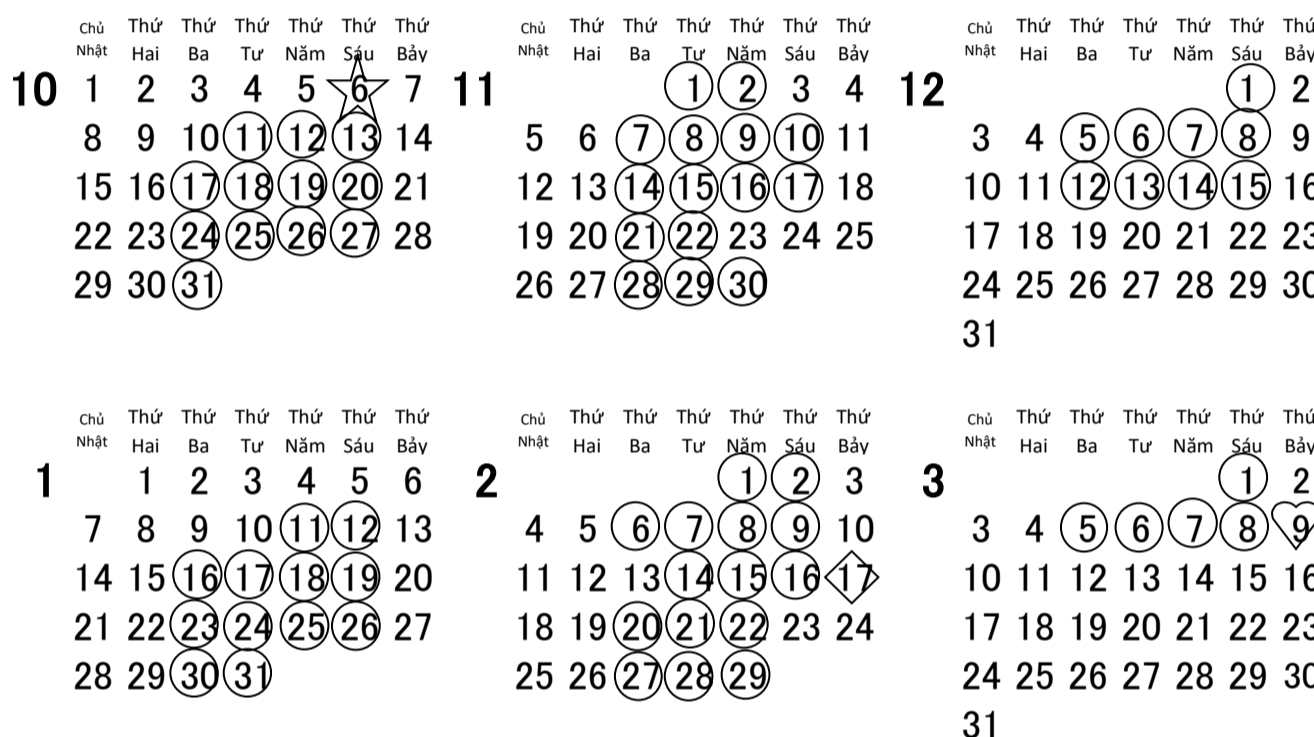 Chủ Thứ Thứ Thứ Thứ Thứ Thứ
Nhật Hai Ba Tư Năm Sáu Bảy
10 1 2 3 4 5 6 7
8 9 10 11 12 13 14
15 16 17 18 19 20 21
22 23 24 25 26 27 28
29 30 31
Chủ Thứ Thứ Thứ Thứ Thứ Thứ
Nhật Hai Ba Tư Năm Sáu Bảy
11 1 2 3 4
5 6 7 8 9 10 11
12 13 14 15 16 17 18
19 20 21 22 23 24 25
26 27 28 29 30
Chủ Thứ Thứ Thứ Thứ Thứ Thứ
Nhật Hai Ba Tư Năm Sáu Bảy
12 1 2
3 4 5 6 7 8 9
10 11 12 13 14 15 16
17 18 19 20 21 22 23
24 25 26 27 28 29 30
31
Chủ Thứ Thứ Thứ Thứ Thứ Thứ
Nhật Hai Ba Tư Năm Sáu Bảy
1 1 2 3 4 5 6
7 8 9 10 11 12 13
14 15 16 17 18 19 20
21 22 23 24 25 26 27
28 29 30 31
Chủ Thứ Thứ Thứ Thứ Thứ Thứ
Nhật Hai Ba Tư Năm Sáu Bảy
2 1 2 3
4 5 6 7 8 9 10
11 12 13 14 15 16 17
18 19 20 21 22 23 24
25 26 27 28 29
Chủ Thứ Thứ Thứ Thứ Thứ Thứ
Nhật Hai Ba Tư Năm Sáu Bảy
3 1 2
3 4 5 6 7 8 9
10 11 12 13 14 15 16
17 18 19 20 21 22 23
24 25 26 27 28 29 30
31